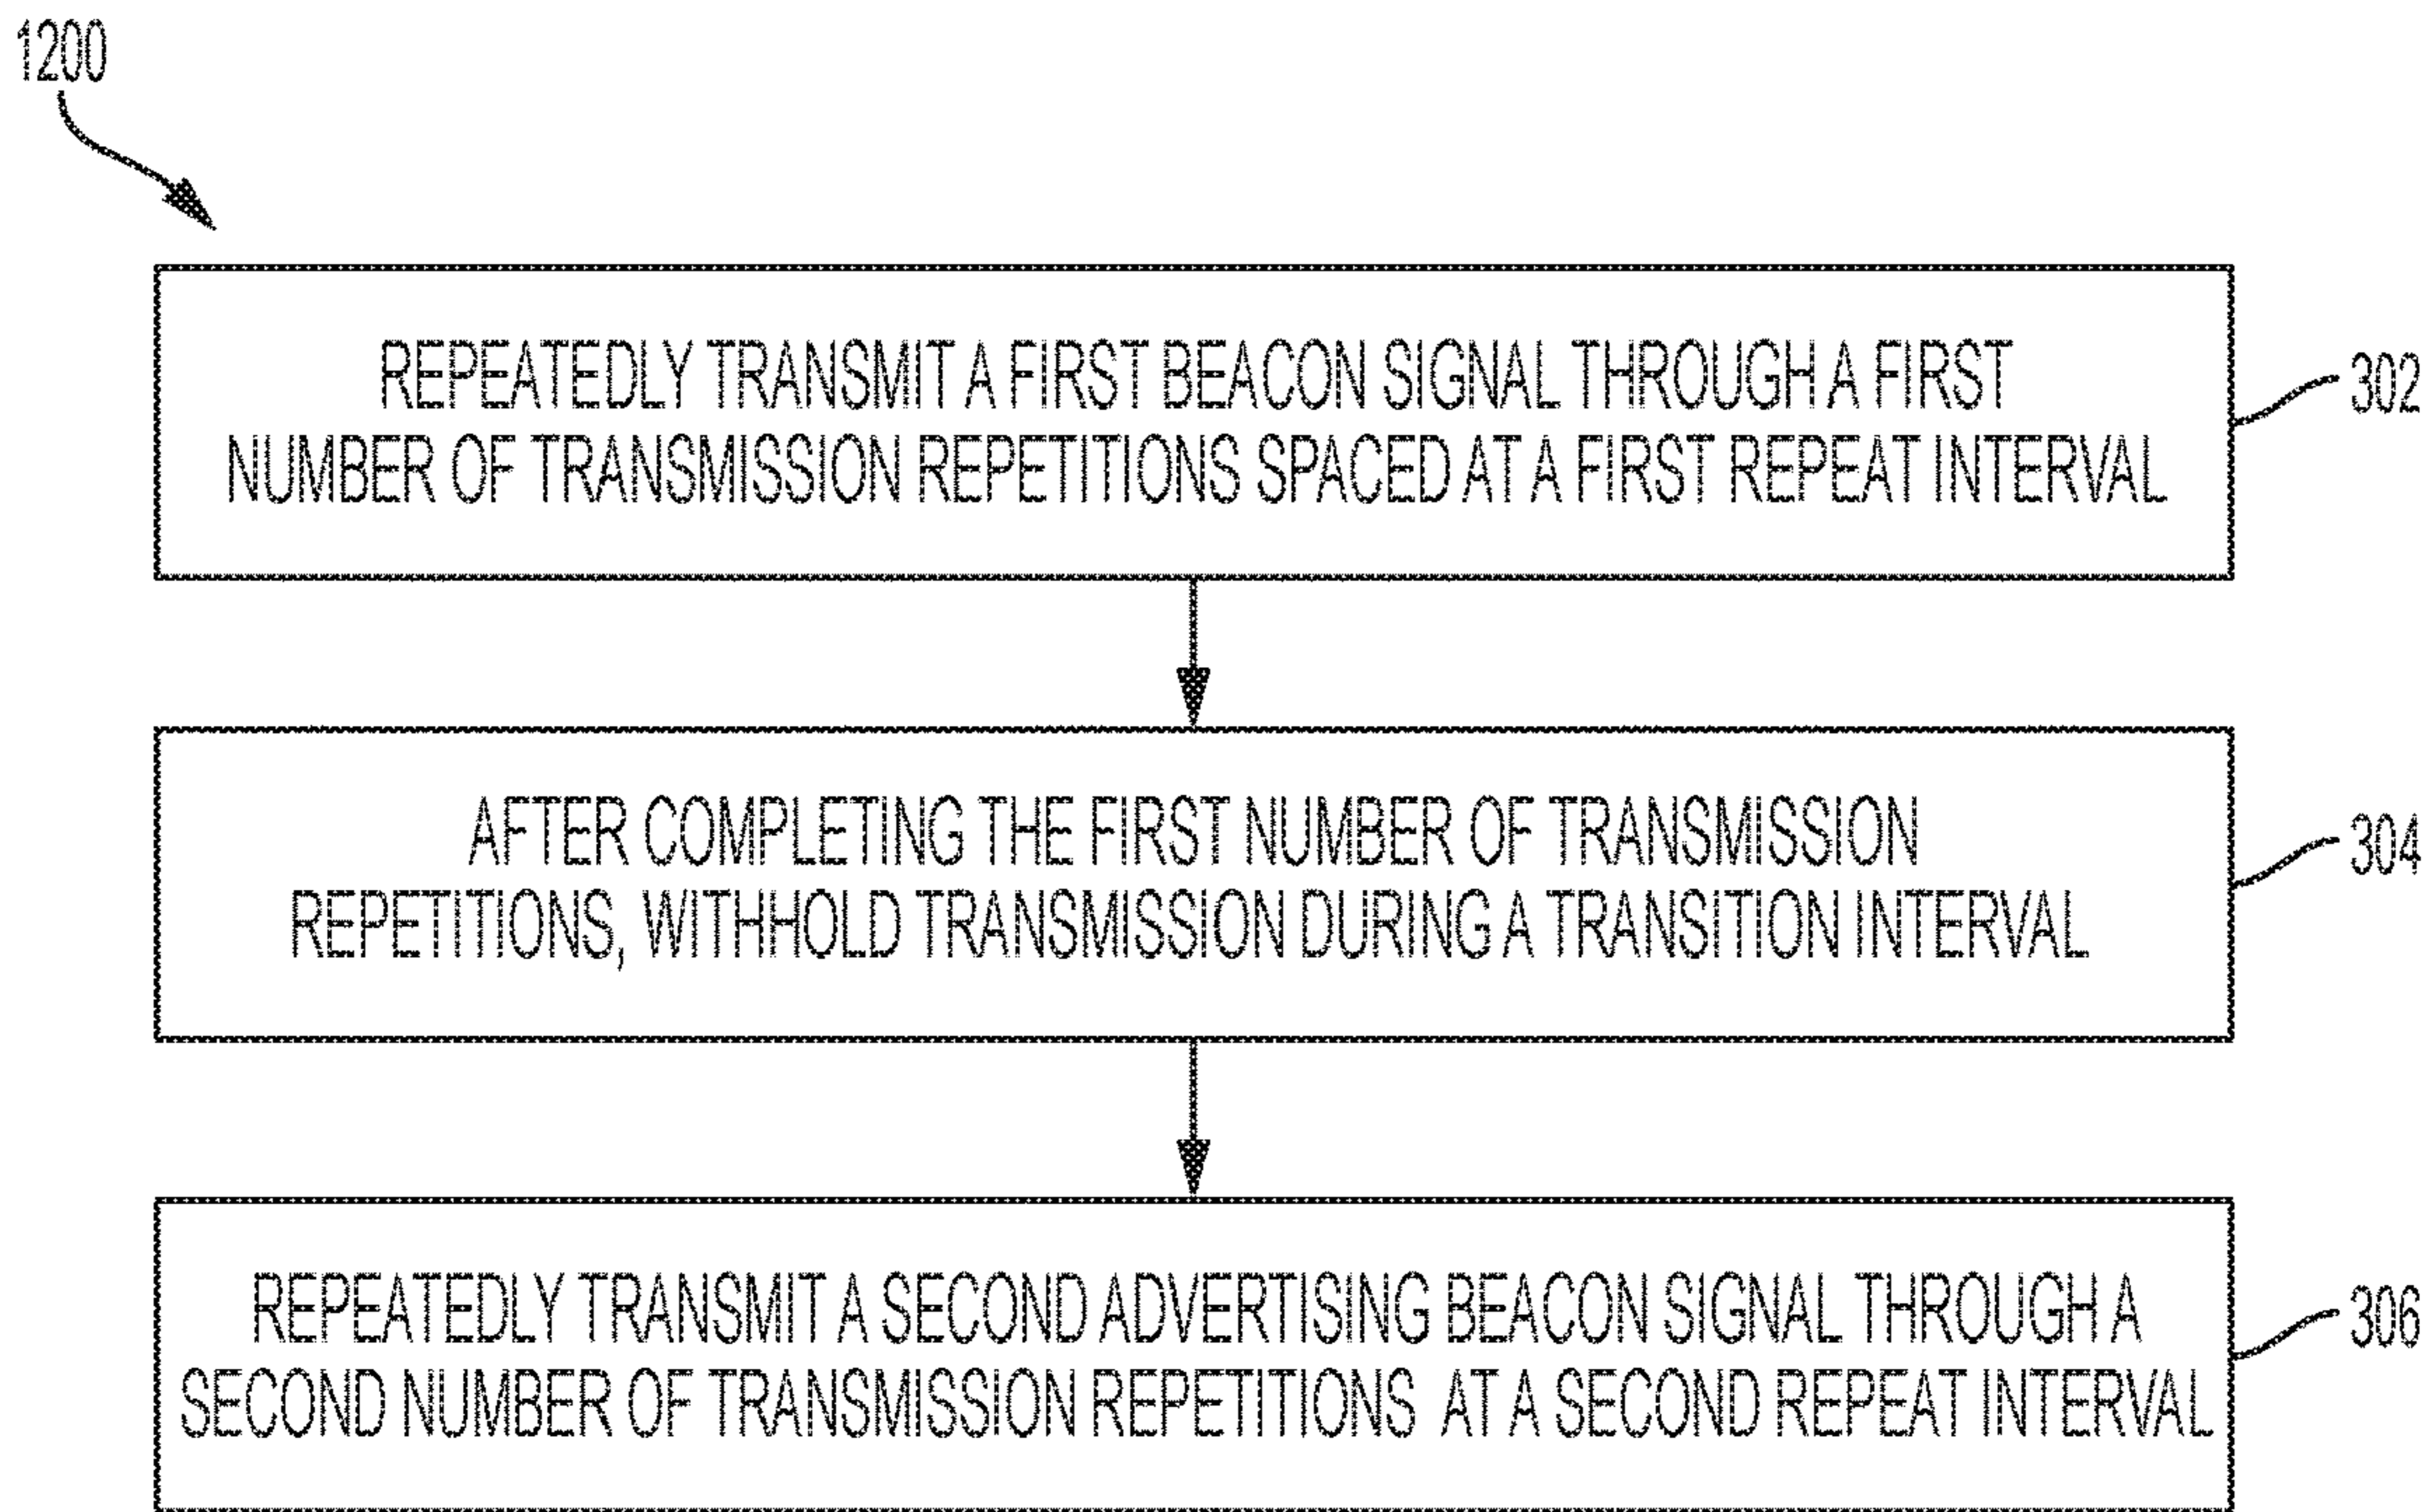 1200
REPEATEDLY TRANSMIT A FIRST BEACON SIGNAL THROUGH A FIRST
NUMBER OF TRANSMISSION REPETITIONS SPACED AT A FIRST REPEAT INTERVAL
302
AFTER COMPLETING THE FIRST NUMBER OF TRANSMISSION
REPETITIONS, WITHHOLD TRANSMISSION DURING A TRANSITION INTERVAL
304
REPEATEDLY TRANSMIT A SECOND ADVERTISING BEACON SIGNAL THROUGH A
SECOND NUMBER OF TRANSMISSION REPETITIONS AT A SECOND REPEAT INTERVAL
306